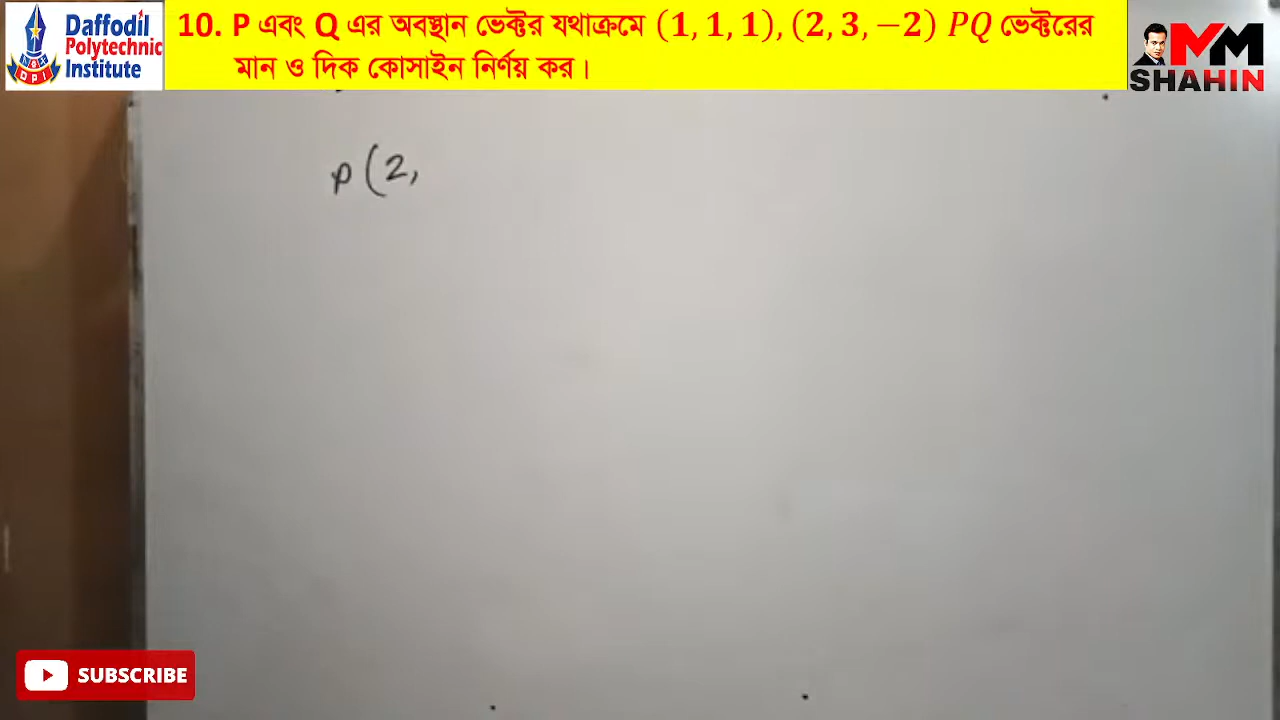 Daffodil
Polytechnic
Institute
DPI
10. P এবং Q এর অবস্থান ভেক্টর যথাক্রমে (1, 1, 1), (2, 3, −2) PQ ভেক্টরের
মান ও দিক কোসাইন নির্ণয় কর।
MM
SHAHIN
P (2,
SUBSCRIBE